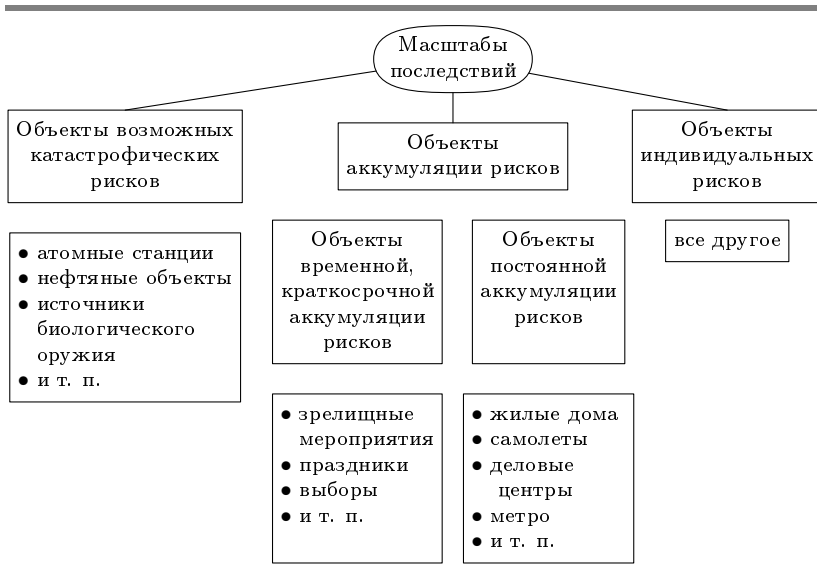 Масштабы
последствий
Объекты возможных
катастрофических
рисков
Объекты
аккумуляции рисков
Объекты
индивидуальных
рисков
• атомные станции
• нефтяные объекты
• источники
биологического
оружия
• и т. п.
Объекты
временной,
краткосрочной
аккумуляции
рисков
Объекты
постоянной
аккумуляции
рисков
все другое
• зрелищные
мероприятия
• праздники
• выборы
• и т. п.
• жилые дома
• самолеты
• деловые
центры
• метро
• и т. п.